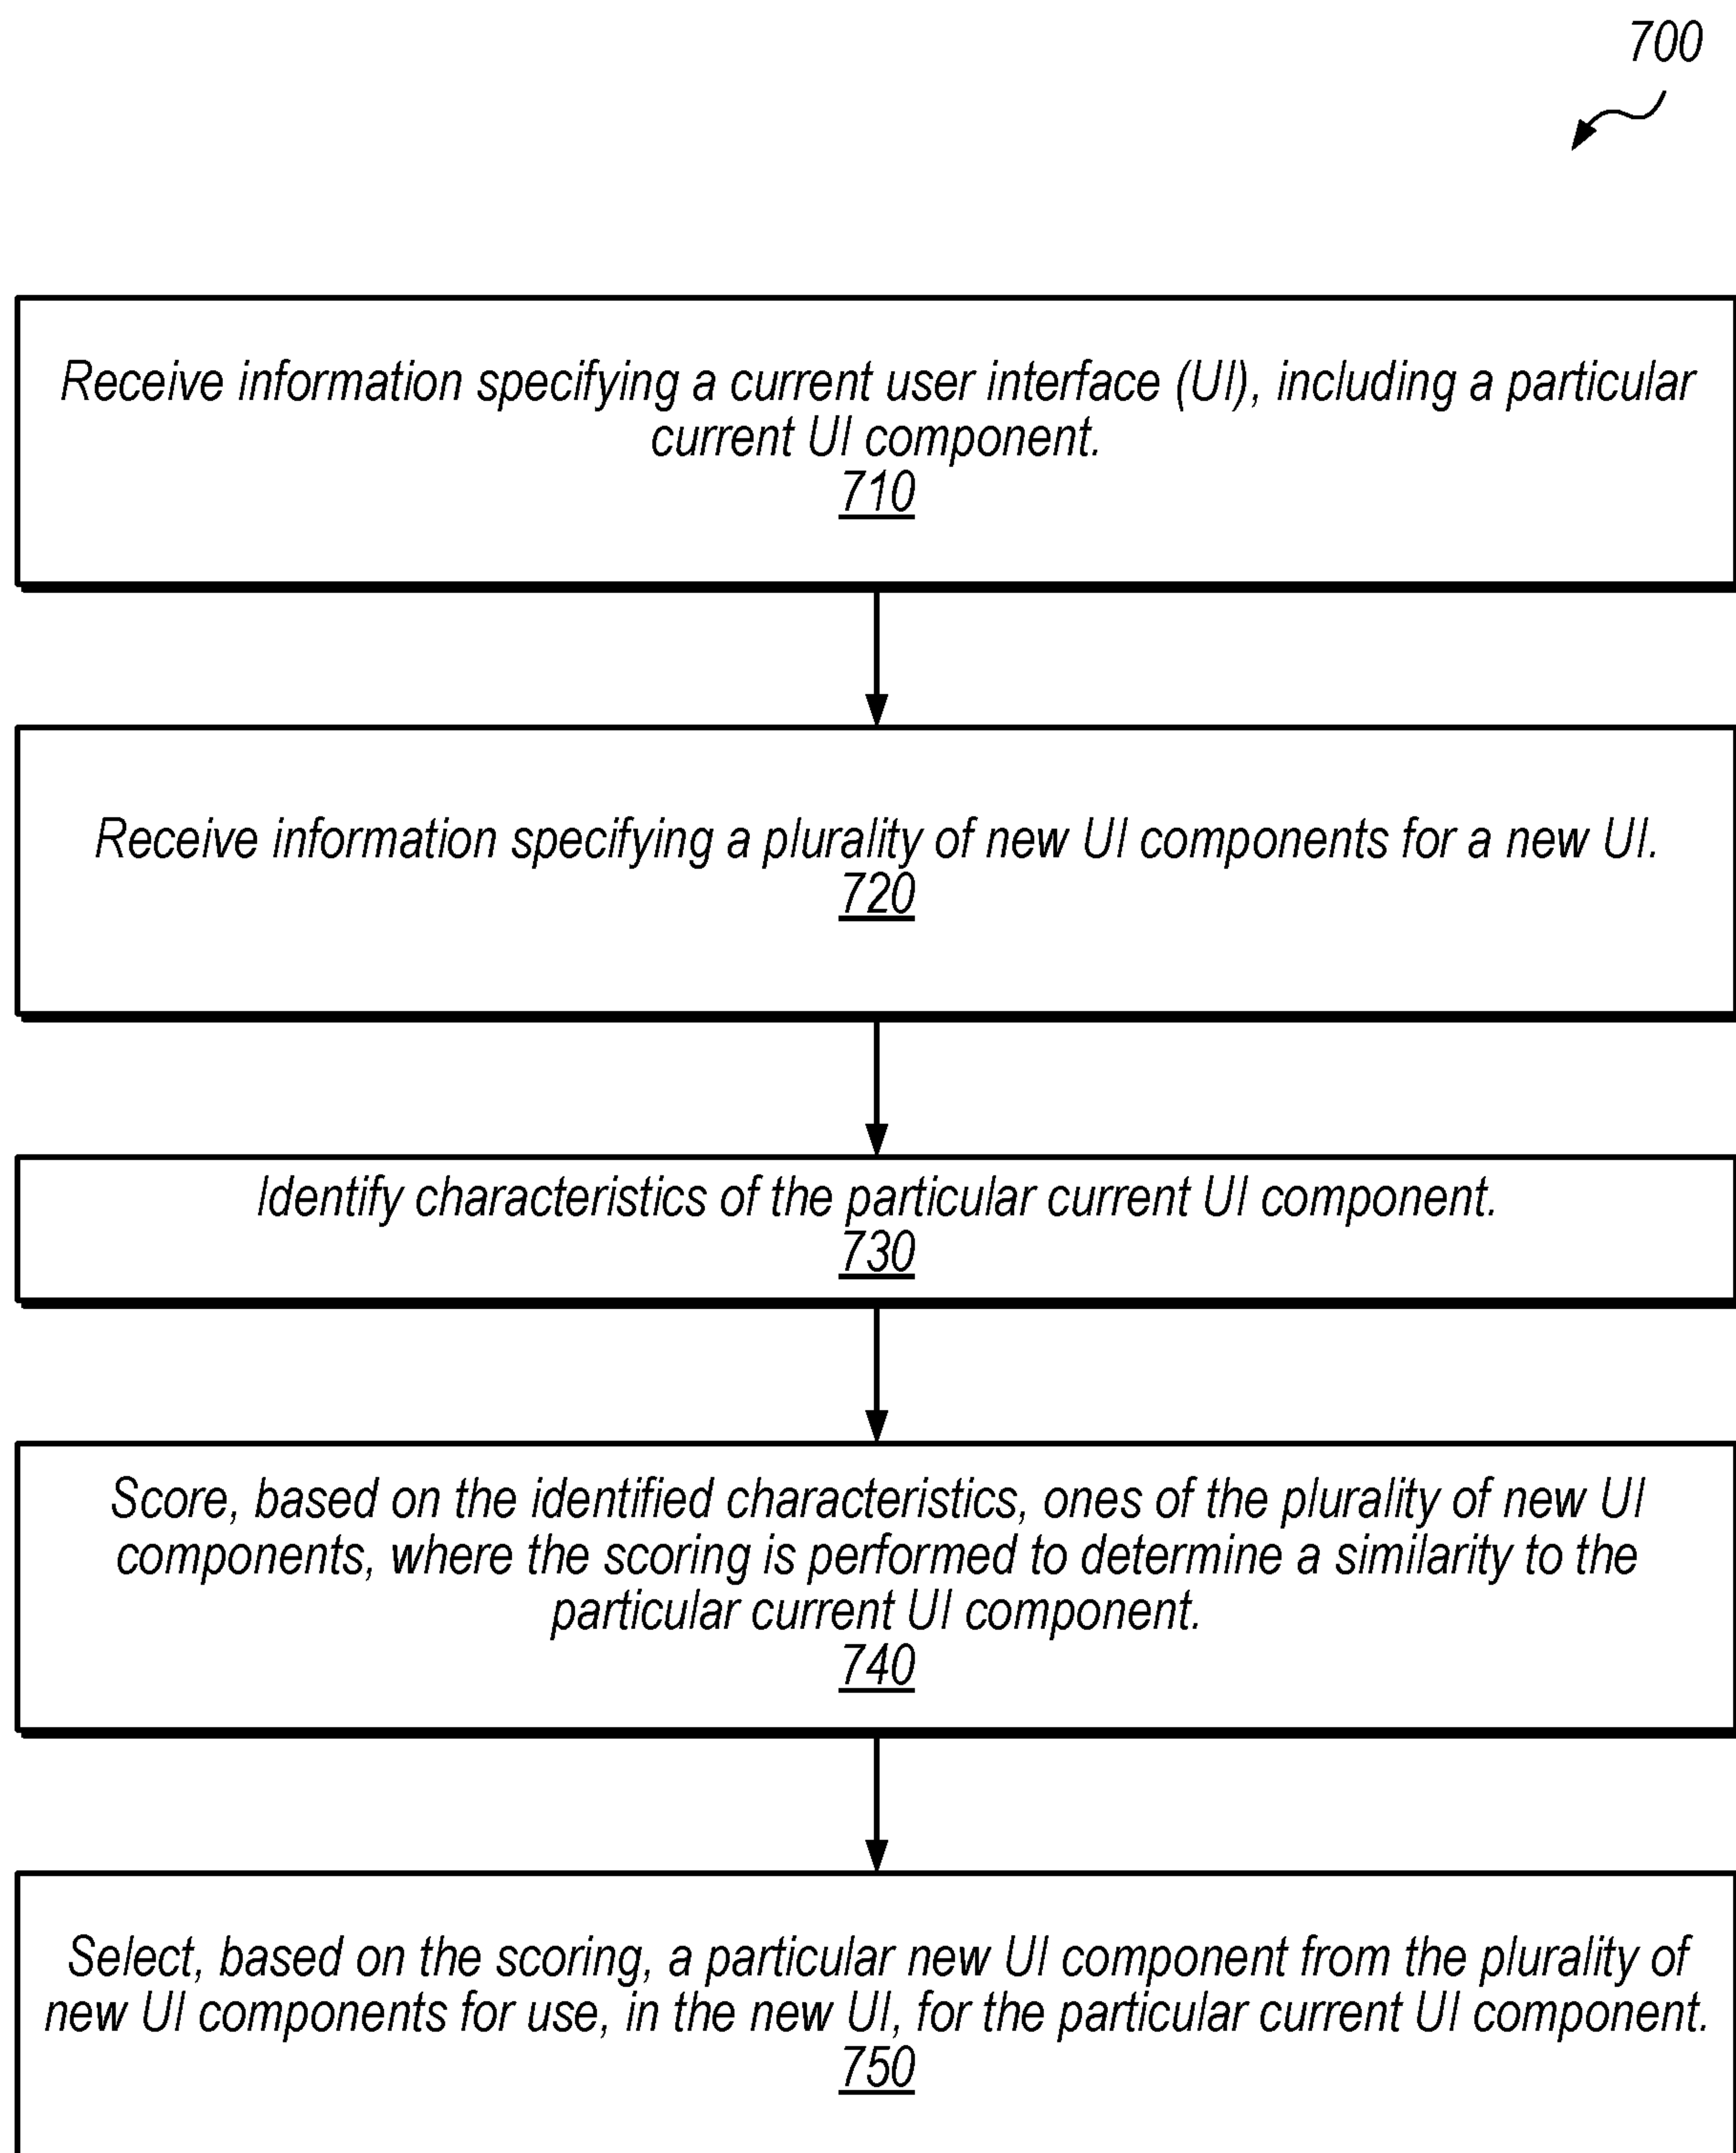 700
Receive information specifying a current user interface (UI), including a particular
current UI component.
710
Receive information specifying a plurality of new UI components for a new UI.
720
Identify characteristics of the particular current UI component.
730
Score, based on the identified characteristics, ones of the plurality of new UI
components, where the scoring is performed to determine a similarity to the
particular current UI component.
740
Select, based on the scoring, a particular new UI component from the plurality of
new UI components for use, in the new UI, for the particular current UI component.
750